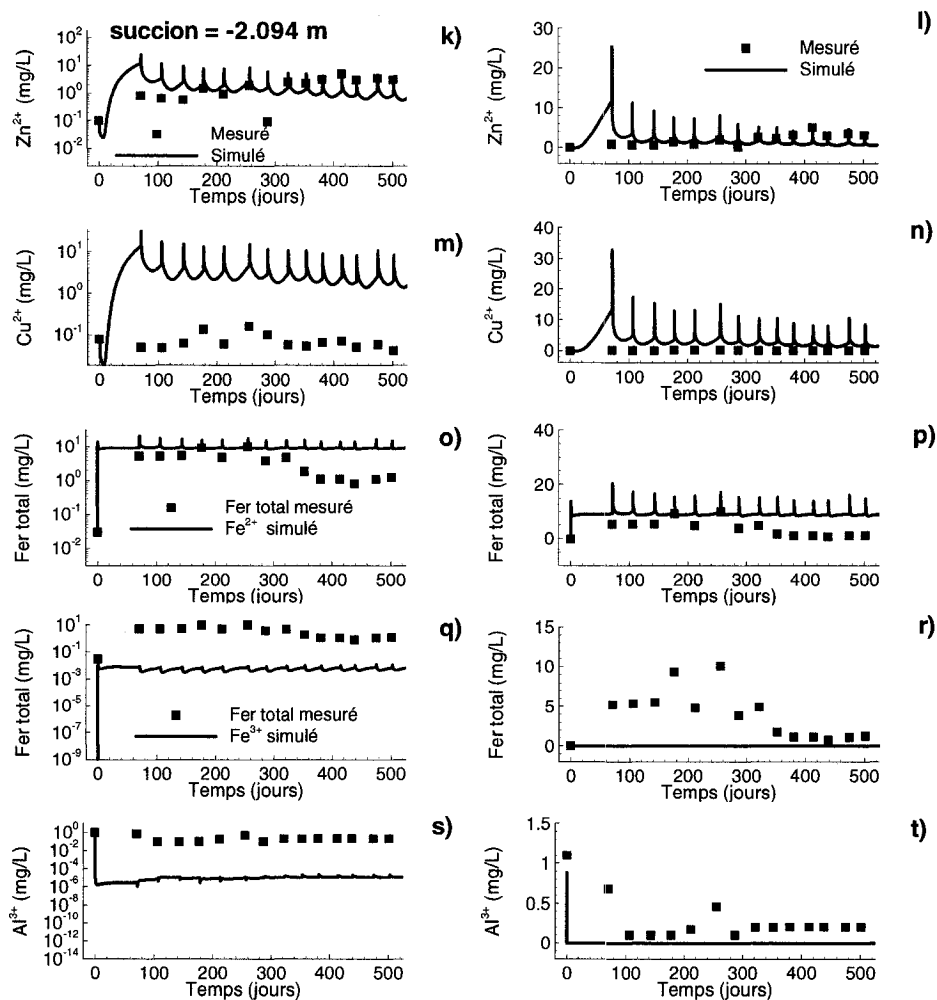 succion = -2.094 m
k)
Zn²⁺ (mg/L)
10²
10¹
10⁰
10⁻¹
10⁻²
Mesuré
Simulé
0 100 200 300 400 500
Temps (jours)
l)
Zn²⁺ (mg/L)
30
20
10
0
Mesuré
Simulé
0 100 200 300 400 500
Temps (jours)
m)
Cu²⁺ (mg/L)
10¹
10⁰
10⁻¹
0 100 200 300 400 500
Temps (jours)
n)
Cu²⁺ (mg/L)
40
30
20
10
0
0 100 200 300 400 500
Temps (jours)
o)
Fer total (mg/L)
10¹
10⁰
10⁻¹
10⁻²
Fer total mesuré
Fe²⁺ simulé
0 100 200 300 400 500
Temps (jours)
p)
Fer total (mg/L)
40
20
0
0 100 200 300 400 500
Temps (jours)
q)
Fer total (mg/L)
10¹
10⁻¹
10⁻³
10⁻⁵
10⁻⁷
10⁻⁹
Fer total mesuré
Fe³⁺ simulé
0 100 200 300 400 500
Temps (jours)
r)
Fer total (mg/L)
15
10
5
0
0 100 200 300 400 500
Temps (jours)
s)
Al³⁺ (mg/L)
10⁰
10⁻²
10⁻⁴
10⁻⁶
10⁻⁸
10⁻¹⁰
10⁻¹²
10⁻¹⁴
0 100 200 300 400 500
Temps (jours)
t)
Al³⁺ (mg/L)
1.5
1
0.5
0
0 100 200 300 400 500
Temps (jours)